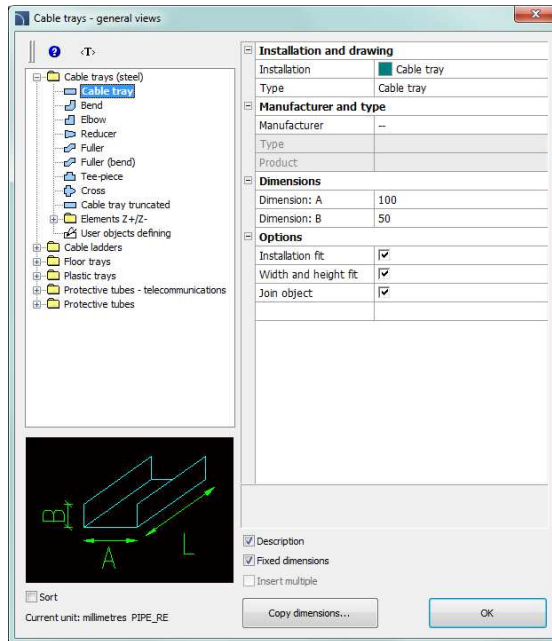 Cable trays - general views
<T>
Cable trays (steel)
Cable tray
Bend
Elbow
Reducer
Fuller
Fuller (bend)
Tee-piece
Cross
Cable tray truncated
Elements Z+/Z-
User objects defining
Cable ladders
Floor trays
Plastic trays
Protective tubes - telecommunications
Protective tubes
Installation and drawing
Installation Cable tray
Type Cable tray
Manufacturer and type
Manufacturer --
Type
Product
Dimensions
Dimension: A 100
Dimension: B 50
Options
Installation fit
Width and height fit
Join object
B
A
L
Description
Fixed dimensions
Insert multiple
Sort
Current unit: millimetres PIPE_RE
Copy dimensions...
OK